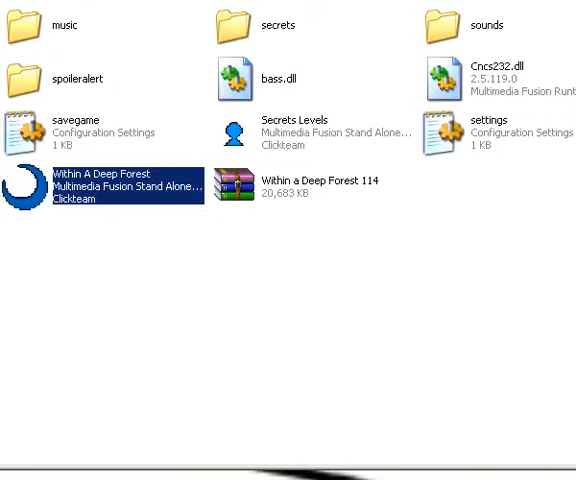 music
secrets
sounds
spoileralert
bass.dll
Cncs232.dll
2.5.119.0
Multimedia Fusion Runt
savegame
Configuration Settings
1 KB
Secrets Levels
Multimedia Fusion Stand Alone...
Clickteam
settings
Configuration Settings
1 KB
Within A Deep Forest
Multimedia Fusion Stand Alone...
Clickteam
Within a Deep Forest 114
20,683 KB